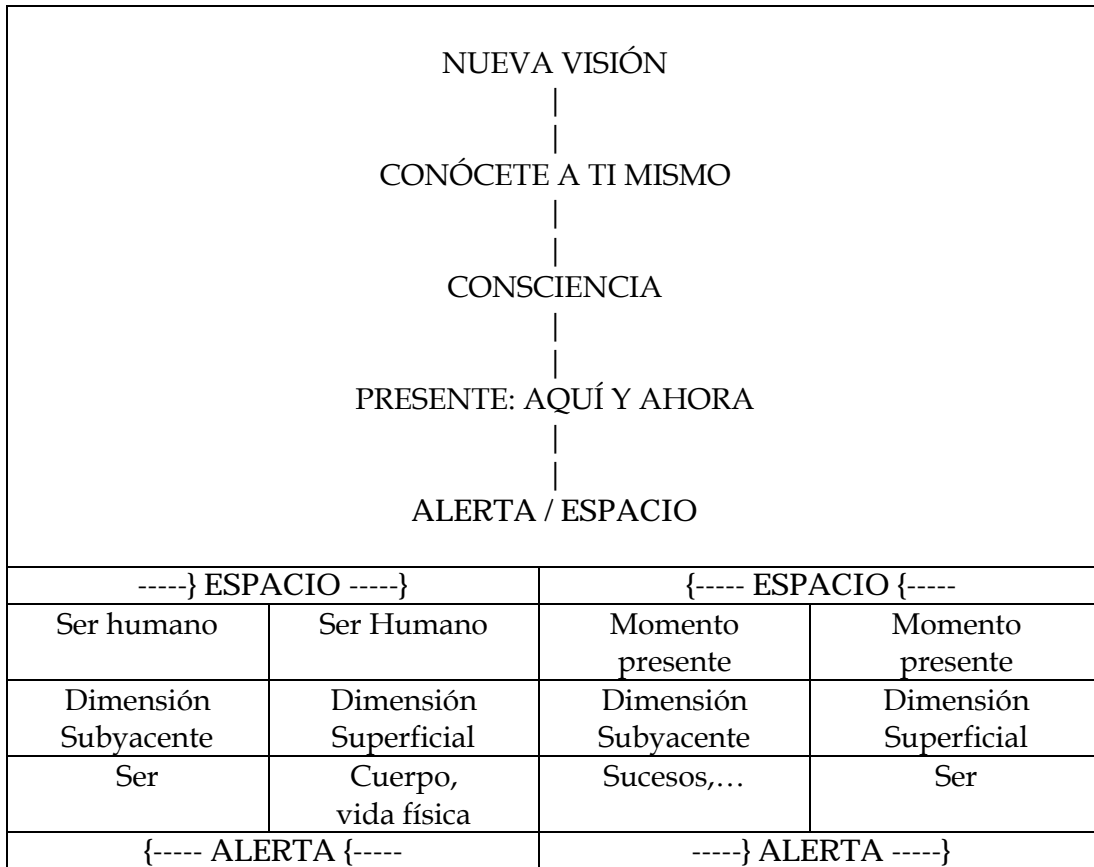 NUEVA VISIÓN
|
|
CONÓCETE A TI MISMO
|
|
CONSCIENCIA
|
|
PRESENTE: AQUÍ Y AHORA
|
|
ALERTA / ESPACIO
-----} ESPACIO -----} {----- ESPACIO {-----
Ser humano Ser Humano Momento presente Momento presente
Dimensión Subyacente Dimensión Superficial Dimensión Subyacente Dimensión Superficial
Ser Cuerpo, vida física Sucesos,… Ser
{----- ALERTA {----- -----} ALERTA -----}